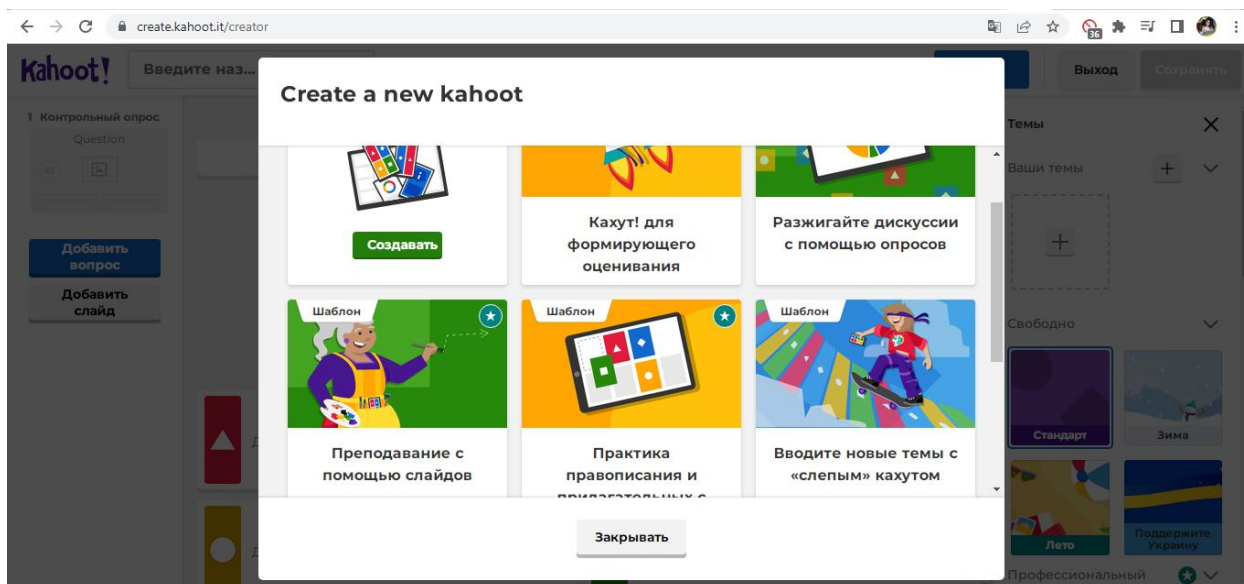 create.kahoot.it/creator
36
Kahoot!
Введите наз...
Выход
Сохранять
Create a new kahoot
1 Контрольный опрос
Question
Добавить
вопрос
Добавить
слайд
Создавать
Кахут! для
формирующего
оценивания
Разжигайте дискуссии
с помощью опросов
Шаблон
Шаблон
Шаблон
Преподавание с
помощью слайдов
Практика
правописания и
прилагательных с
Вводите новые темы с
«слепым» кахутом
Закрывать
Темы
Ваши темы
Свободно
Стандарт
Зима
Лето
Поддержите
Украину
Профессиональный